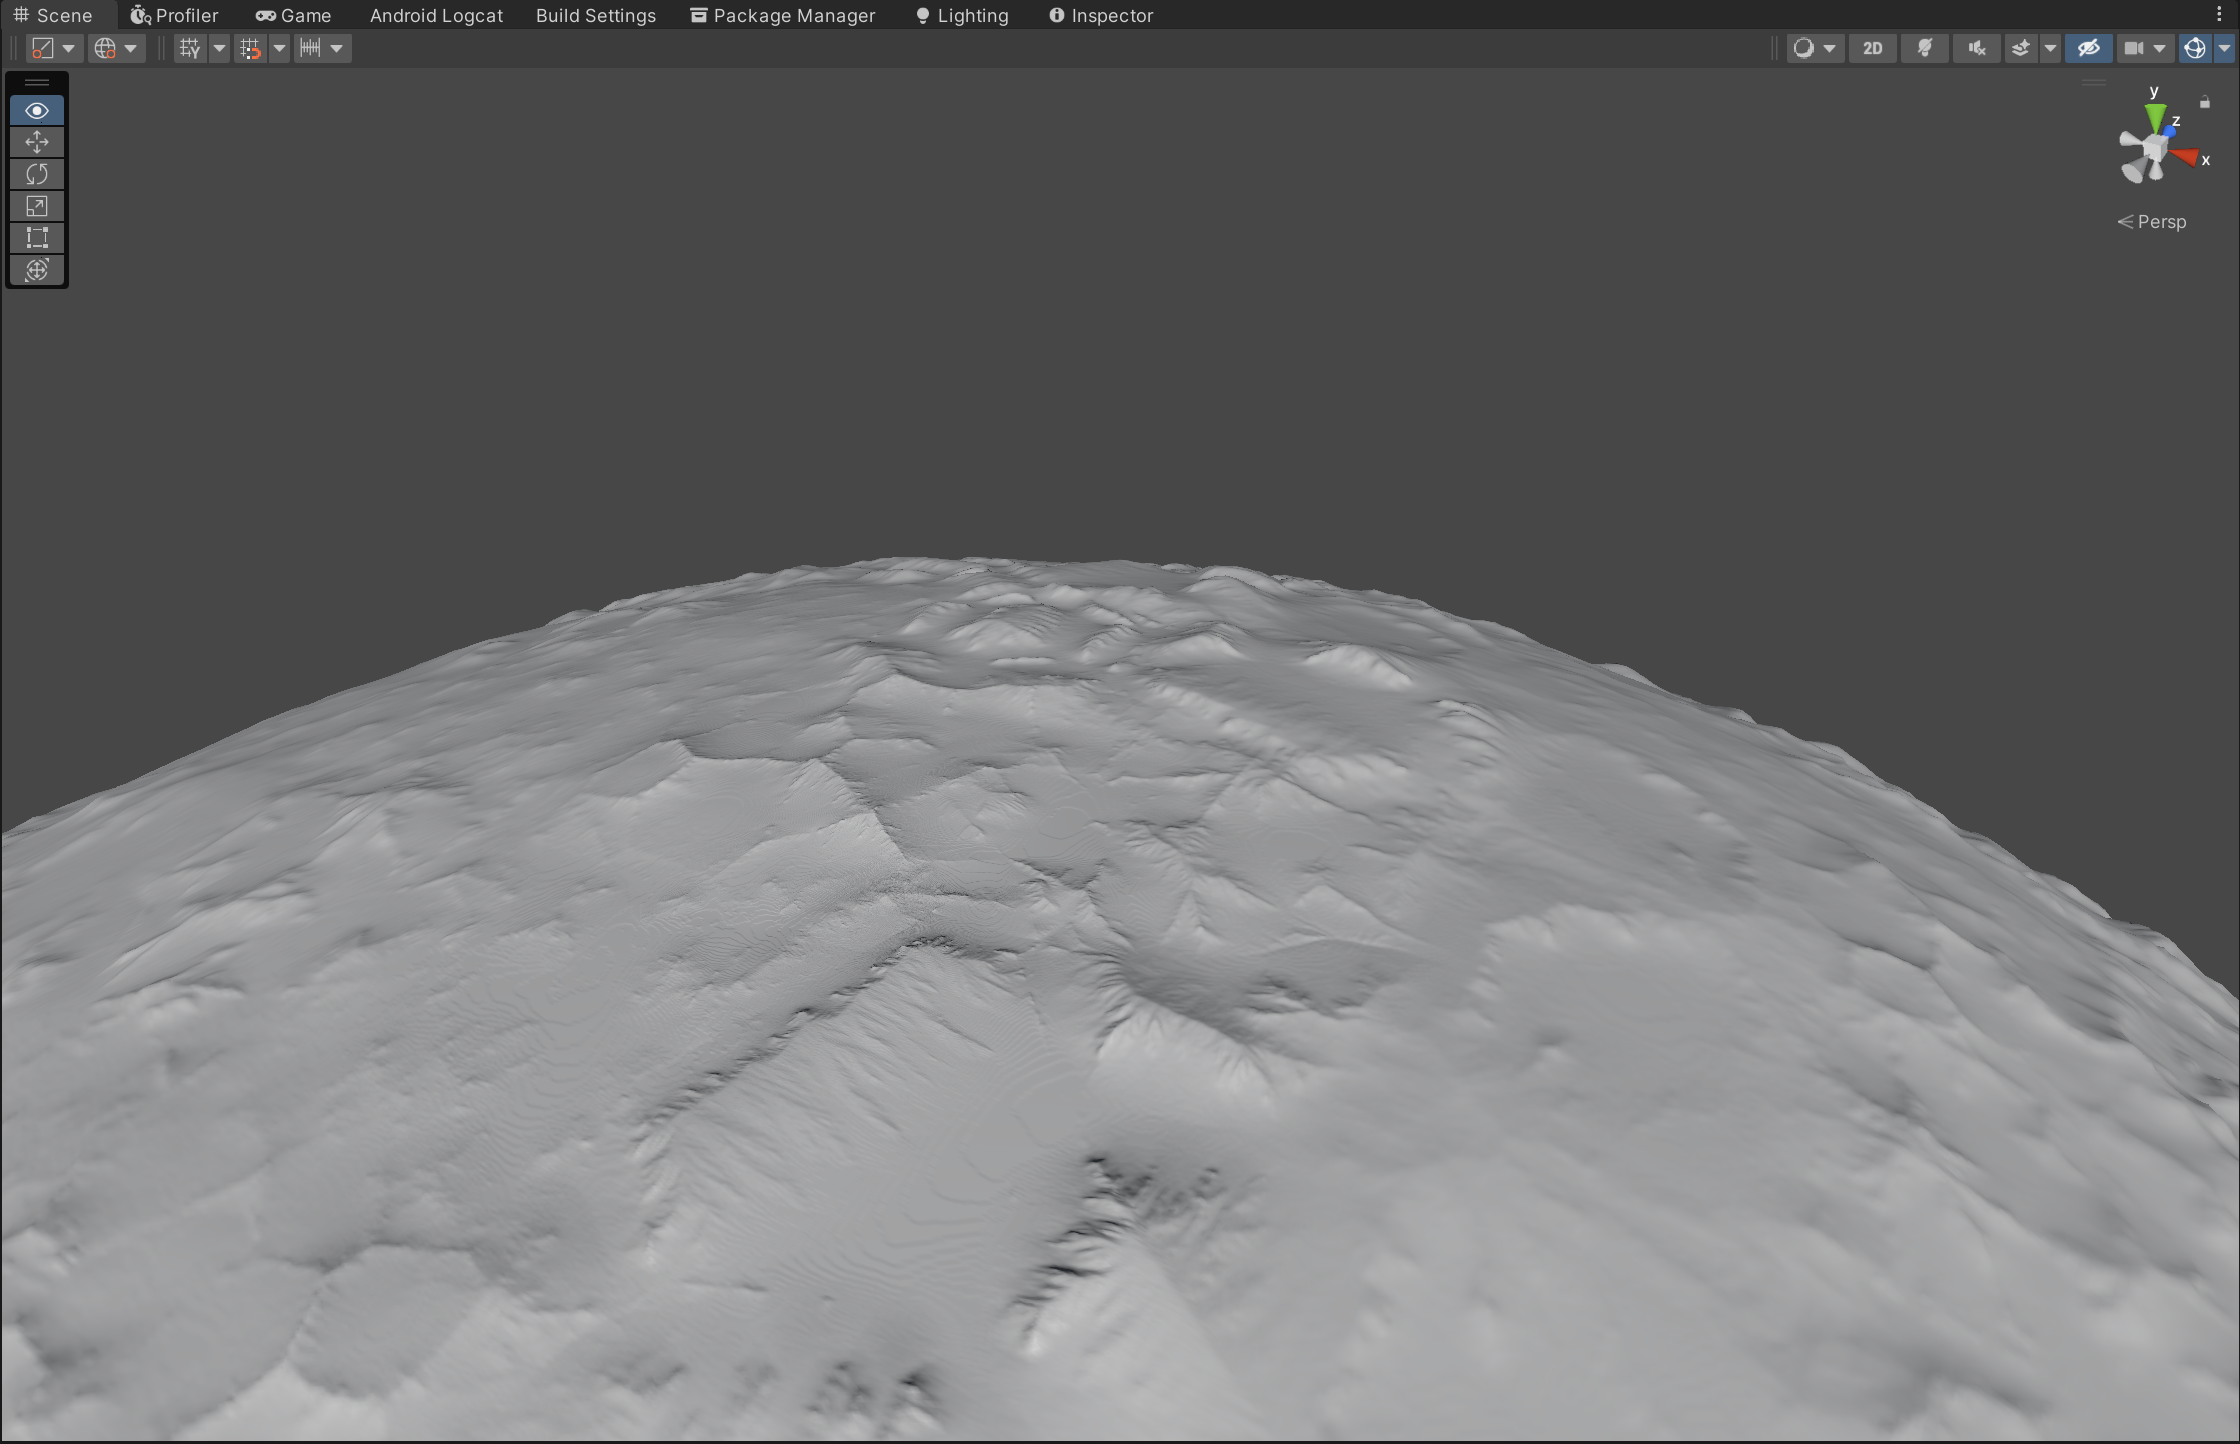 Scene Profiler Game Android Logcat Build Settings Package Manager Lighting Inspector
2D
y
z
x
Persp